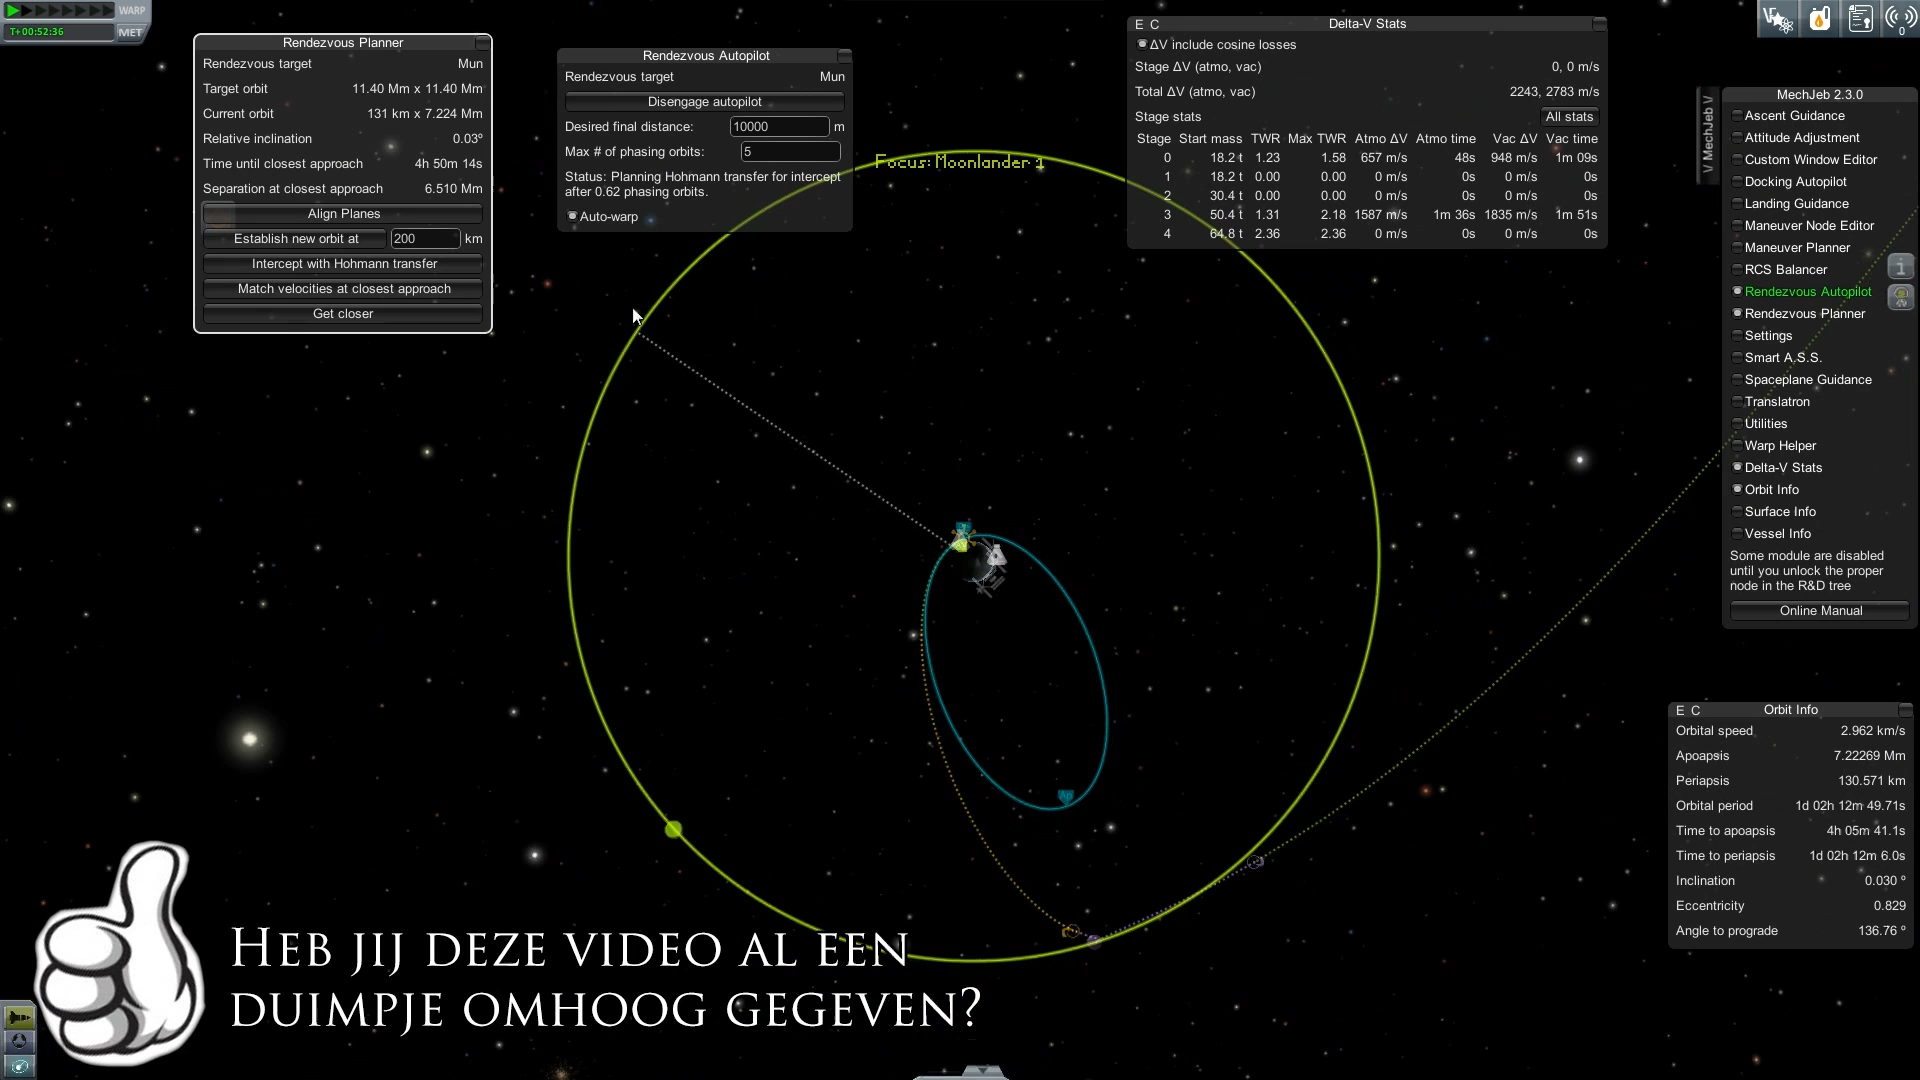 WARP
T+00:52:36
MET
Rendezvous Planner
Rendezvous target Mun
Target orbit 11.40 Mm x 11.40 Mm
Current orbit 131 km x 7.224 Mm
Relative inclination 0.03º
Time until closest approach 4h 50m 14s
Separation at closest approach 6.510 Mm
Align Planes
Establish new orbit at 200 km
Intercept with Hohmann transfer
Match velocities at closest approach
Get closer
Rendezvous Autopilot
Rendezvous target Mun
Disengage autopilot
Desired final distance: 10000 m
Max # of phasing orbits: 5
Status: Planning Hohmann transfer for intercept
after 0.62 phasing orbits.
Auto-warp
Focus: Moonlander 1
E C Delta-V Stats
ΔV include cosine losses
Stage ΔV (atmo, vac) 0, 0 m/s
Total ΔV (atmo, vac) 2243, 2783 m/s
Stage stats All stats
Stage Start mass TWR Max TWR Atmo ΔV Atmo time Vac ΔV Vac time
0 18.2 t 1.23 1.58 657 m/s 48s 948 m/s 1m 09s
1 18.2 t 0.00 0.00 0 m/s 0s 0 m/s 0s
2 30.4 t 0.00 0.00 0 m/s 0s 0 m/s 0s
3 50.4 t 1.31 2.18 1587 m/s 1m 36s 1835 m/s 1m 51s
4 64.8 t 2.36 2.36 0 m/s 0s 0 m/s 0s
0
V MechJeb V
MechJeb 2.3.0
Ascent Guidance
Attitude Adjustment
Custom Window Editor
Docking Autopilot
Landing Guidance
Maneuver Node Editor
Maneuver Planner
RCS Balancer
Rendezvous Autopilot
Rendezvous Planner
Settings
Smart A.S.S.
Spaceplane Guidance
Translatron
Utilities
Warp Helper
Delta-V Stats
Orbit Info
Surface Info
Vessel Info
Some module are disabled
until you unlock the proper
node in the R&D tree
Online Manual
E C Orbit Info
Orbital speed 2.962 km/s
Apoapsis 7.22269 Mm
Periapsis 130.571 km
Orbital period 1d 02h 12m 49.71s
Time to apoapsis 4h 05m 41.1s
Time to periapsis 1d 02h 12m 6.0s
Inclination 0.030 º
Eccentricity 0.829
Angle to prograde 136.76 º
Ap
Heb jij deze video al een
duimpje omhoog gegeven?